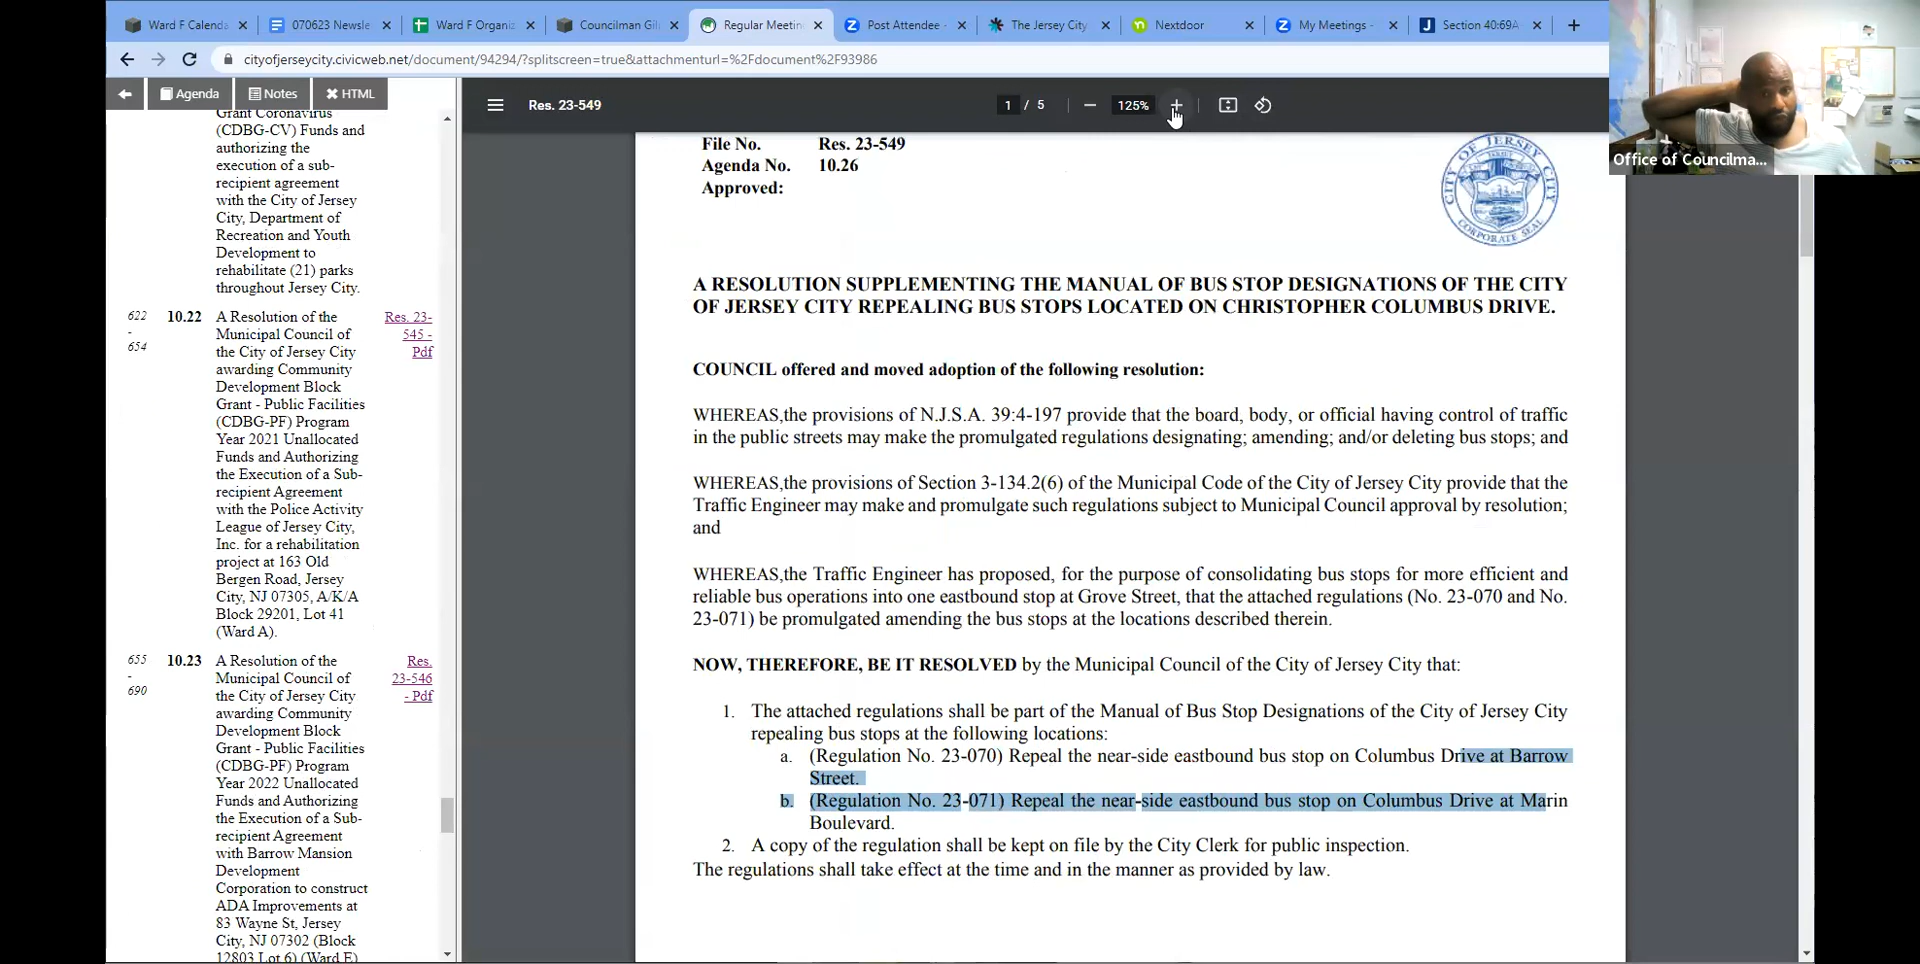 Ward F Calenda
070623 Newsle
Ward F Organiz
Councilman Gil
Regular Meetin
Post Attendee -
The Jersey City
Nextdoor
My Meetings -
Section 40:69A
cityofjerseycity.civicweb.net/document/94294/?splitscreen=true&attachmenturl=%2Fdocument%2F93986
Agenda
Notes
HTML
Res. 23-549
1 / 5
125%
Office of Councilma...
Grant Coronavirus
(CDBG-CV) Funds and
authorizing the
execution of a sub-
recipient agreement
with the City of Jersey
City, Department of
Recreation and Youth
Development to
rehabilitate (21) parks
throughout Jersey City.
622
-
654
10.22
A Resolution of the
Municipal Council of
the City of Jersey City
awarding Community
Development Block
Grant - Public Facilities
(CDBG-PF) Program
Year 2021 Unallocated
Funds and Authorizing
the Execution of a Sub-
recipient Agreement
with the Police Activity
League of Jersey City,
Inc. for a rehabilitation
project at 163 Old
Bergen Road, Jersey
City, NJ 07305, A/K/A
Block 29201, Lot 41
(Ward A).
Res. 23-
545 -
Pdf
655
-
690
10.23
A Resolution of the
Municipal Council of
the City of Jersey City
awarding Community
Development Block
Grant - Public Facilities
(CDBG-PF) Program
Year 2022 Unallocated
Funds and Authorizing
the Execution of a Sub-
recipient Agreement
with Barrow Mansion
Development
Corporation to construct
ADA Improvements at
83 Wayne St, Jersey
City, NJ 07302 (Block
12803 Lot 6) (Ward E)
Res.
23-546
- Pdf
File No. Res. 23-549
Agenda No. 10.26
Approved:
CITY OF JERSEY CITY
CORPORATE SEAL
A RESOLUTION SUPPLEMENTING THE MANUAL OF BUS STOP DESIGNATIONS OF THE CITY
OF JERSEY CITY REPEALING BUS STOPS LOCATED ON CHRISTOPHER COLUMBUS DRIVE.
COUNCIL offered and moved adoption of the following resolution:
WHEREAS,the provisions of N.J.S.A. 39:4-197 provide that the board, body, or official having control of traffic
in the public streets may make the promulgated regulations designating; amending; and/or deleting bus stops; and
WHEREAS,the provisions of Section 3-134.2(6) of the Municipal Code of the City of Jersey City provide that the
Traffic Engineer may make and promulgate such regulations subject to Municipal Council approval by resolution;
and
WHEREAS,the Traffic Engineer has proposed, for the purpose of consolidating bus stops for more efficient and
reliable bus operations into one eastbound stop at Grove Street, that the attached regulations (No. 23-070 and No.
23-071) be promulgated amending the bus stops at the locations described therein.
NOW, THEREFORE, BE IT RESOLVED by the Municipal Council of the City of Jersey City that:
1. The attached regulations shall be part of the Manual of Bus Stop Designations of the City of Jersey City
repealing bus stops at the following locations:
a. (Regulation No. 23-070) Repeal the near-side eastbound bus stop on Columbus Drive at Barrow
Street.
b. (Regulation No. 23-071) Repeal the near-side eastbound bus stop on Columbus Drive at Marin
Boulevard.
2. A copy of the regulation shall be kept on file by the City Clerk for public inspection.
The regulations shall take effect at the time and in the manner as provided by law.